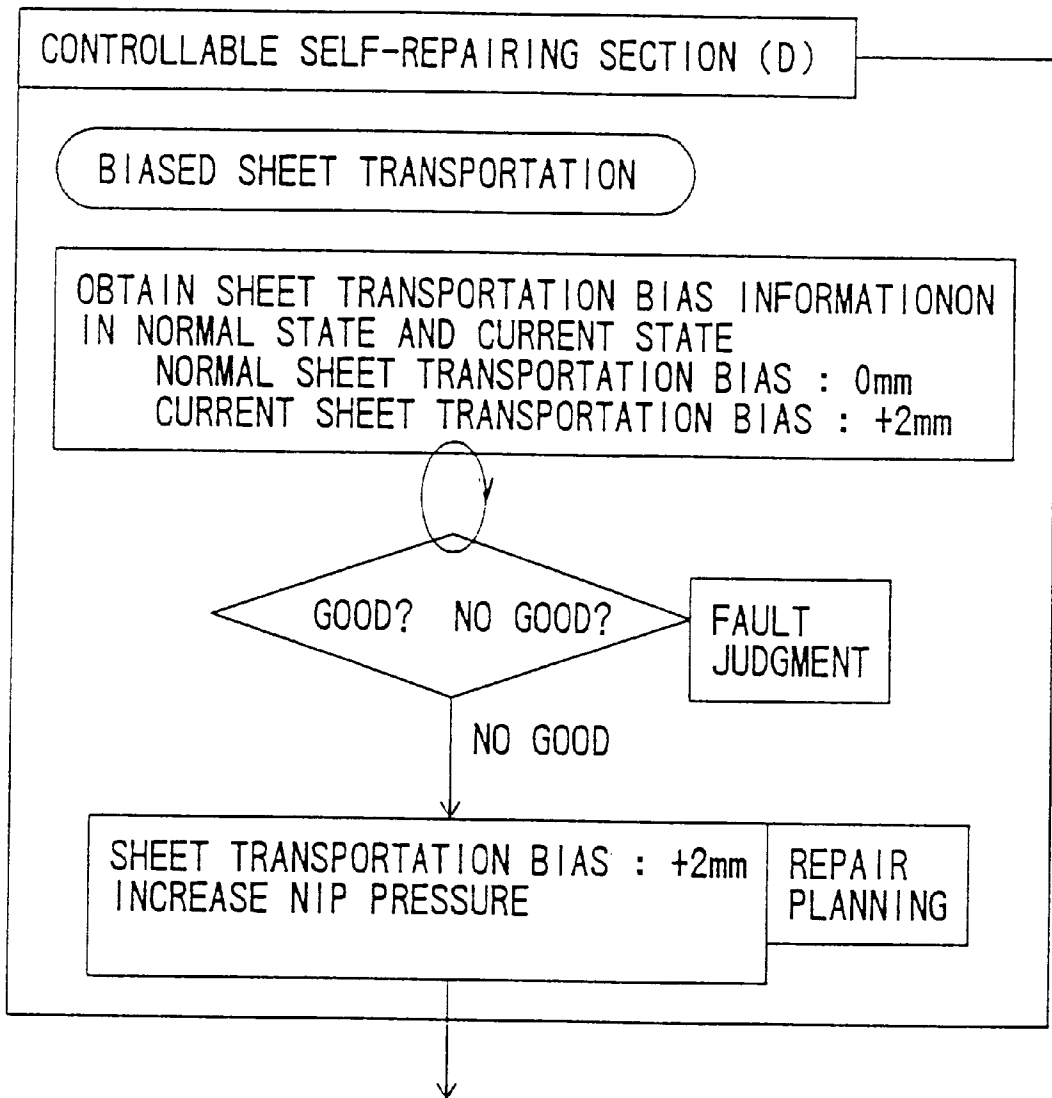 CONTROLLABLE SELF-REPAIRING SECTION (D)
BIASED SHEET TRANSPORTATION
OBTAIN SHEET TRANSPORTATION BIAS INFORMATIONON
IN NORMAL STATE AND CURRENT STATE
NORMAL SHEET TRANSPORTATION BIAS : 0mm
CURRENT SHEET TRANSPORTATION BIAS : +2mm
GOOD? NO GOOD?
FAULT
JUDGMENT
NO GOOD
SHEET TRANSPORTATION BIAS : +2mm
INCREASE NIP PRESSURE
REPAIR
PLANNING